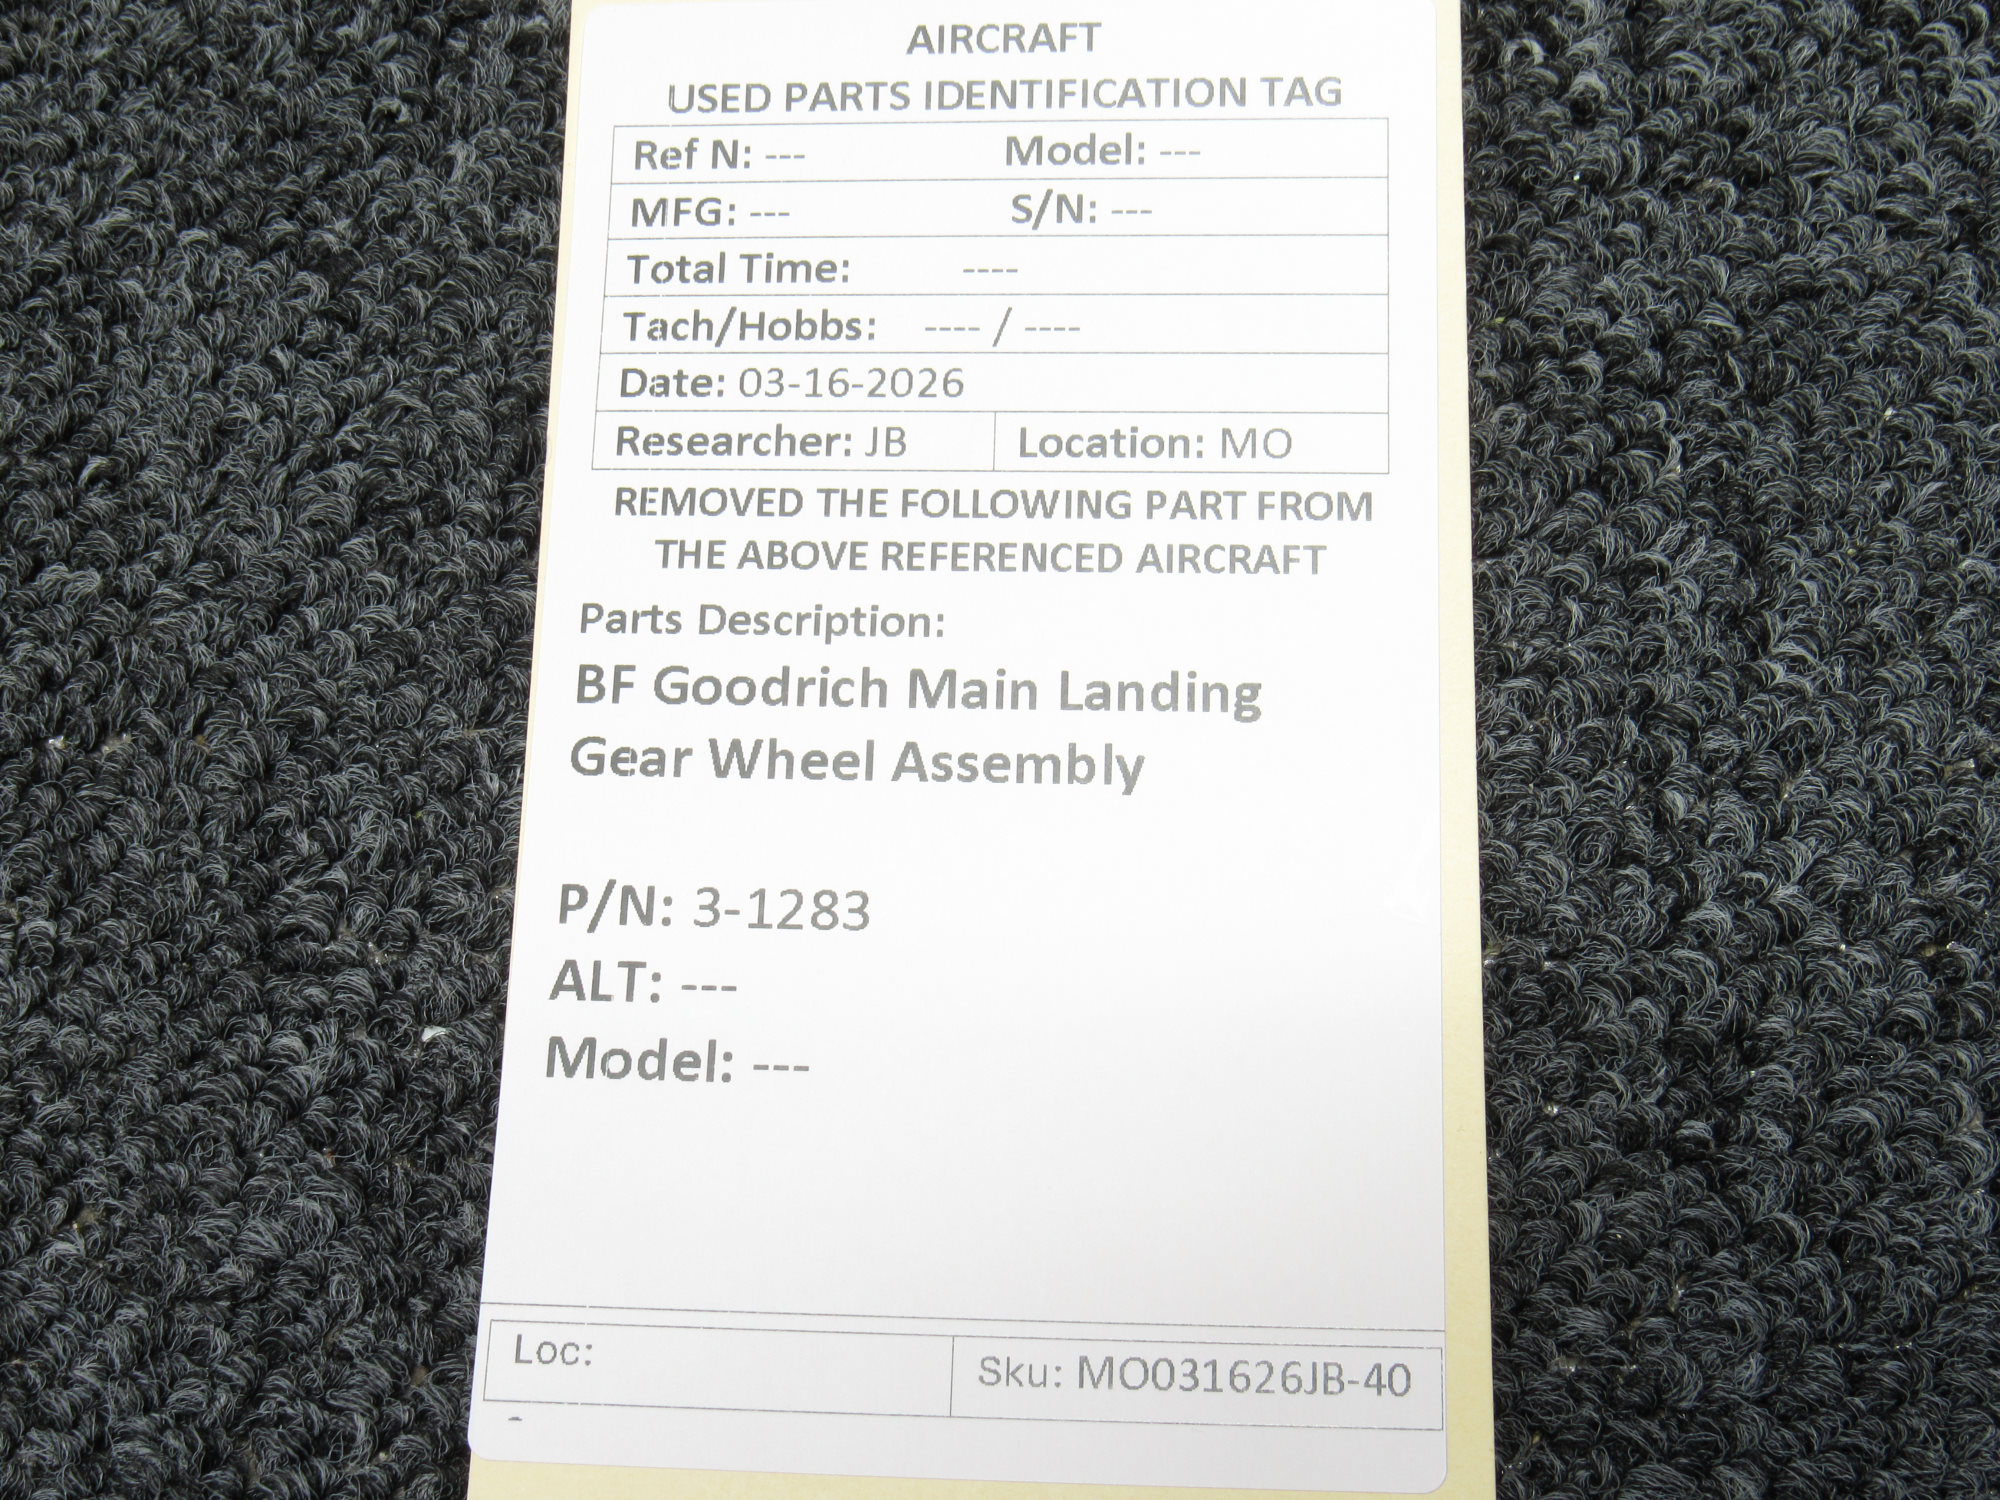 AIRCRAFT
USED PARTS IDENTIFICATION TAG
Ref N: --- Model: ---
MFG: --- S/N: ---
Total Time: ----
Tach/Hobbs: ---- / ----
Date: 03-16-2026
Researcher: JB Location: MO
REMOVED THE FOLLOWING PART FROM
THE ABOVE REFERENCED AIRCRAFT
Parts Description:
BF Goodrich Main Landing
Gear Wheel Assembly
P/N: 3-1283
ALT: ---
Model: ---
Loc: Sku: MO031626JB-40